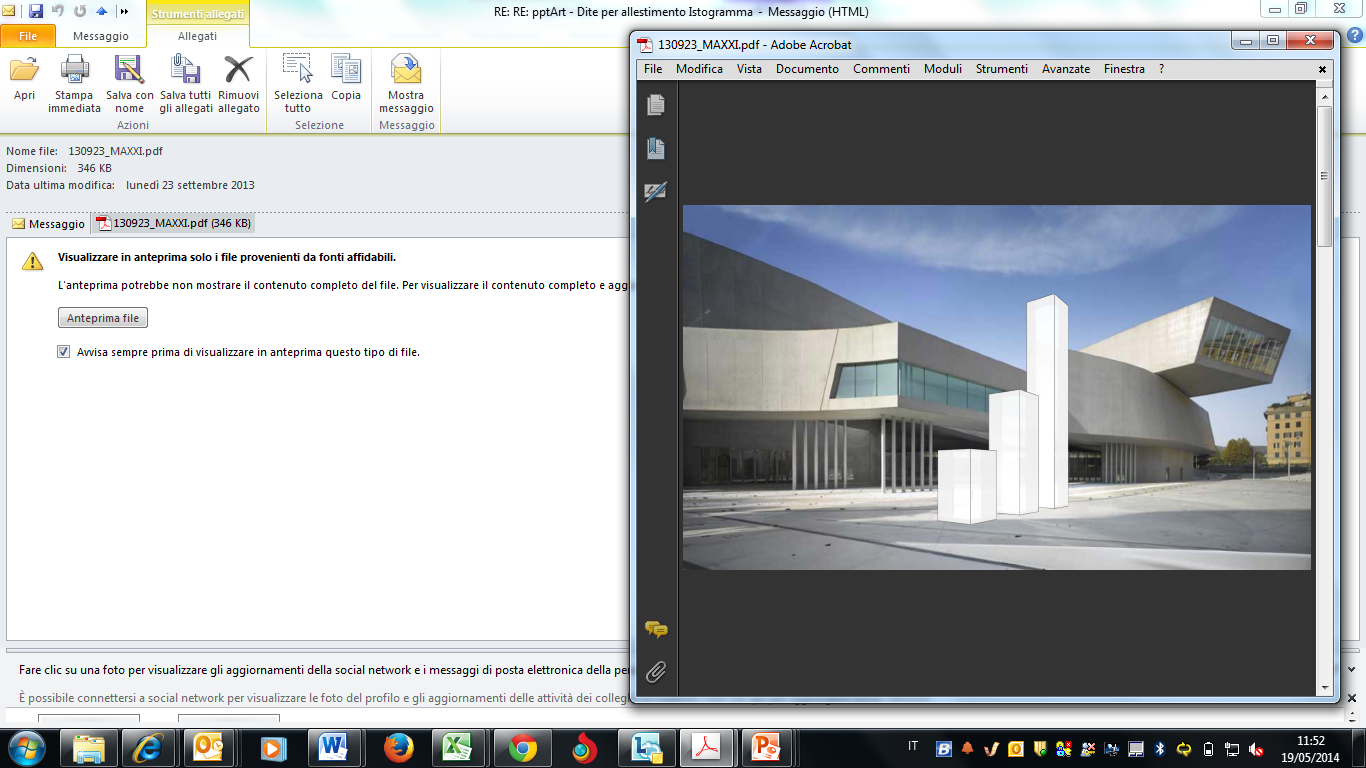 RE: RE: pptArt - Dite per allestimento Istogramma - Messaggio (HTML)
Strumenti allegati
File
Messaggio
Allegati
Apri
Stampa immediata
Salva con nome
Salva tutti gli allegati
Rimuovi allegato
Seleziona tutto
Copia
Mostra messaggio
Azioni
Selezione
Messaggio
Nome file: 130923_MAXXI.pdf
Dimensioni: 346 KB
Data ultima modifica: lunedì 23 settembre 2013
Messaggio
130923_MAXXI.pdf (346 KB)
Visualizzare in anteprima solo i file provenienti da fonti affidabili.
L'anteprima potrebbe non mostrare il contenuto completo del file. Per visualizzare il contenuto completo e agg
Anteprima file
Avvisa sempre prima di visualizzare in anteprima questo tipo di file.
Fare clic su una foto per visualizzare gli aggiornamenti della social network e i messaggi di posta elettronica della per
È possibile connettersi a social network per visualizzare le foto del profilo e gli aggiornamenti delle attività dei colleg
130923_MAXXI.pdf - Adobe Acrobat
File Modifica Vista Documento Commenti Moduli Strumenti Avanzate Finestra ?
IT
11:52
19/05/2014